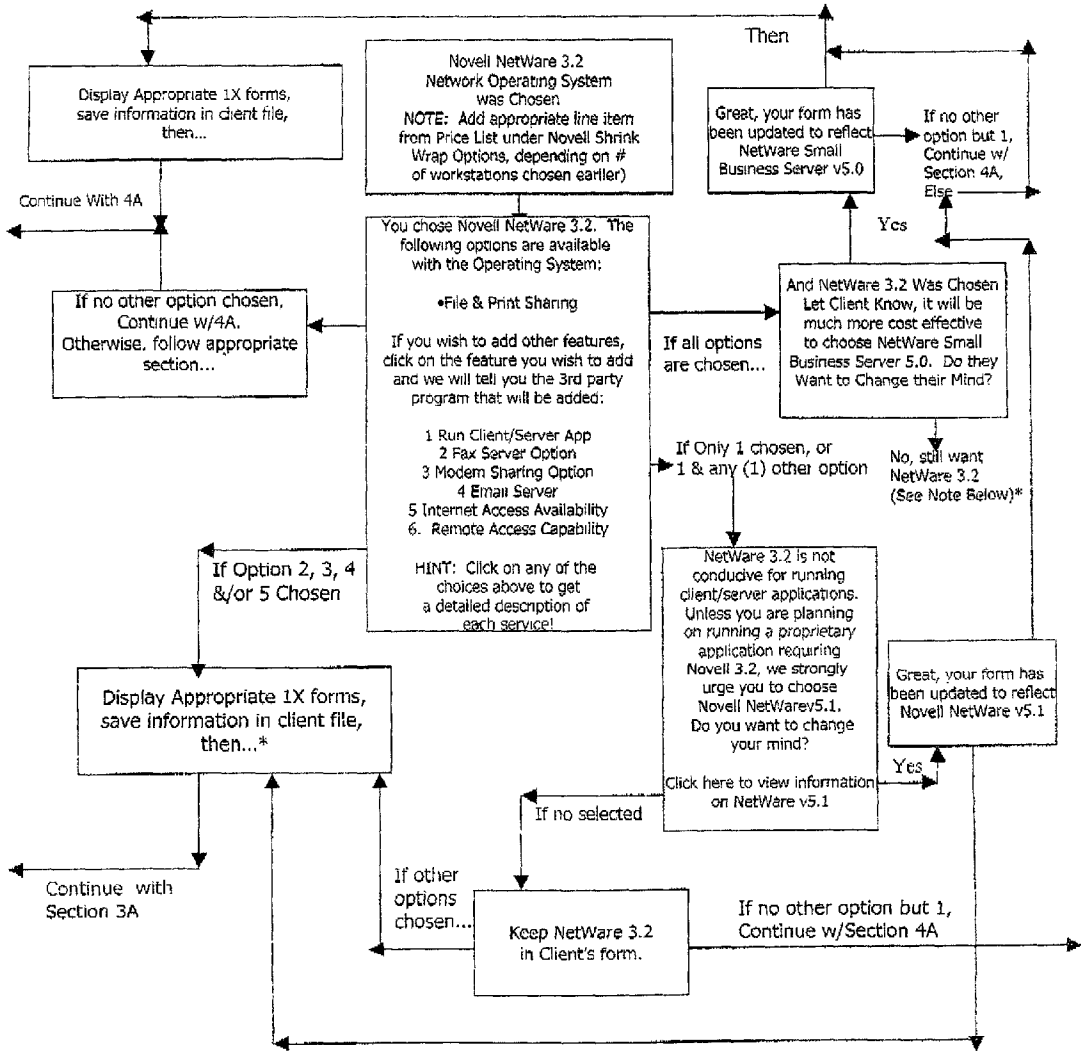 Then
Display Appropriate 1X forms,
save information in client file,
then...
Novell NetWare 3.2
Network Operating System
was Chosen
NOTE: Add appropriate line item
from Price List under Novell Shrink
Wrap Options, depending on #
of workstations chosen earlier)
Great, your form has
been updated to reflect
NetWare Small
Business Server v5.0
If no other
option but 1,
Continue w/
Section 4A,
Else
Continue With 4A
You chose Novell NetWare 3.2. The
following options are available
with the Operating System:
•File & Print Sharing
If you wish to add other features,
click on the feature you wish to add
and we will tell you the 3rd party
program that will be added:
1 Run Client/Server App
2 Fax Server Option
3 Modem Sharing Option
4 Email Server
5 Internet Access Availability
6. Remote Access Capability
HINT: Click on any of the
choices above to get
a detailed description of
each service!
Yes
If no other option chosen,
Continue w/4A.
Otherwise, follow appropriate
section...
If all options
are chosen...
And NetWare 3.2 Was Chosen
Let Client Know, it will be
much more cost effective
to choose NetWare Small
Business Server 5.0. Do they
Want to Change their Mind?
If Only 1 chosen, or
1 & any (1) other option
No, still want
NetWare 3.2
(See Note Below)*
If Option 2, 3, 4
&/or 5 Chosen
NetWare 3.2 is not
conducive for running
client/server applications.
Unless you are planning
on running a proprietary
application requiring
Novell 3.2, we strongly
urge you to choose
Novell NetWarev5.1.
Do you want to change
your mind?
Click here to view information
on NetWare v5.1
Great, your form has
been updated to reflect
Novell NetWare v5.1
Display Appropriate 1X forms,
save information in client file,
then...*
Yes
If no selected
Continue with
Section 3A
If other
options
chosen...
Keep NetWare 3.2
in Client's form.
If no other option but 1,
Continue w/Section 4A